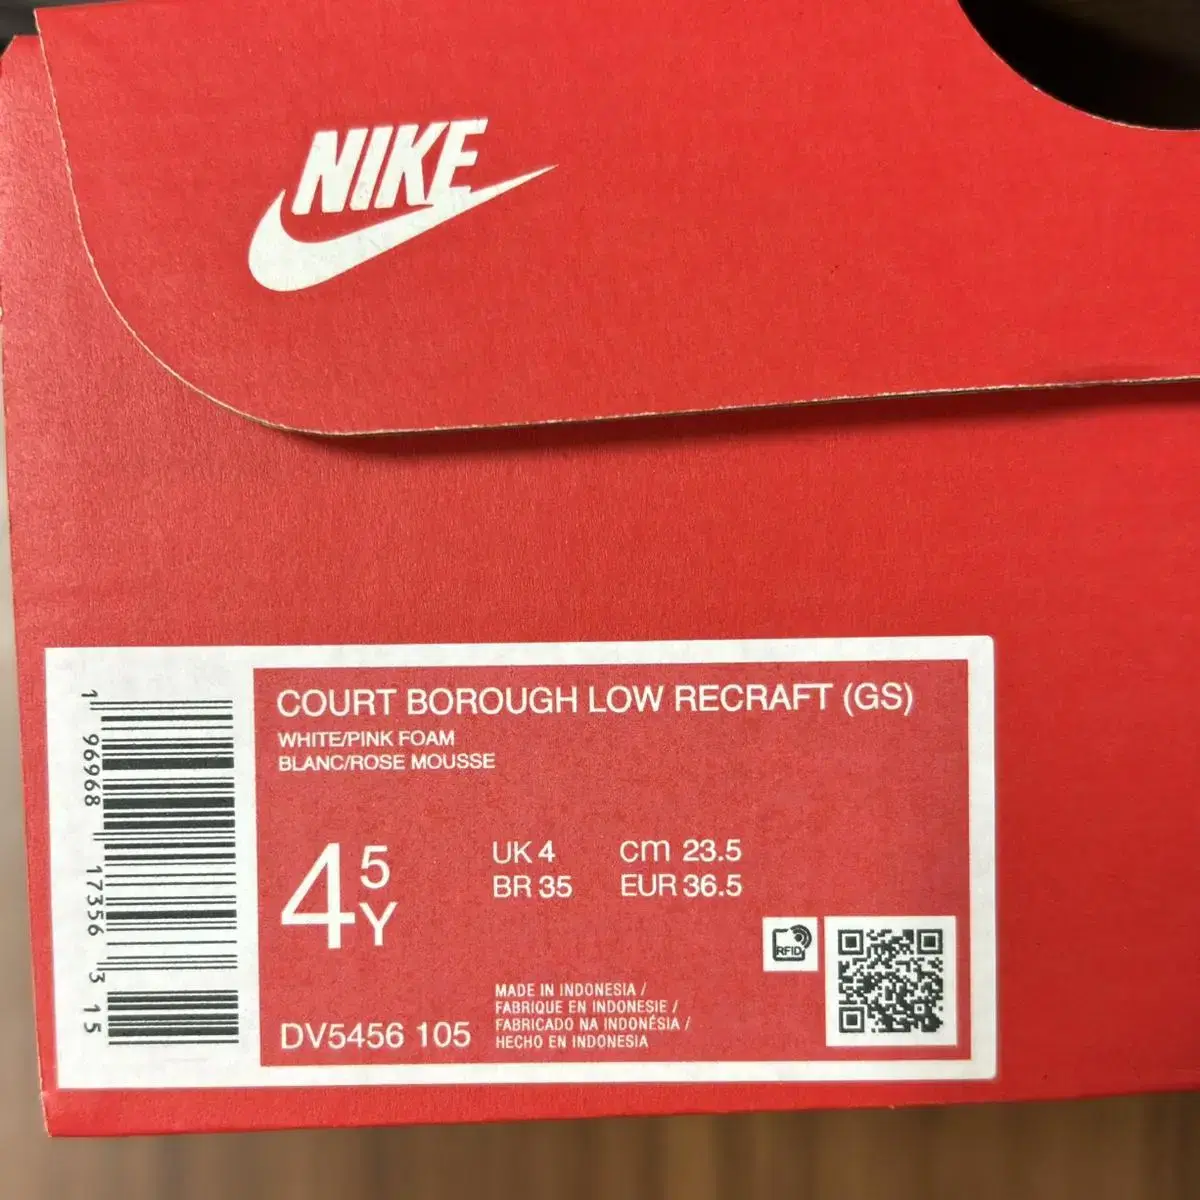 NIKE
COURT BOROUGH LOW RECRAFT (GS)
WHITE/PINK FOAM
BLANC/ROSE MOUSSE
4 5 Y
UK 4 cm 23.5
BR 35 EUR 36.5
RFID
DV5456 105
MADE IN INDONESIA /
FABRIQUE EN INDONESIE /
FABRICADO NA INDONÉSIA /
HECHO EN INDONESIA
1 96968 17356 3 15